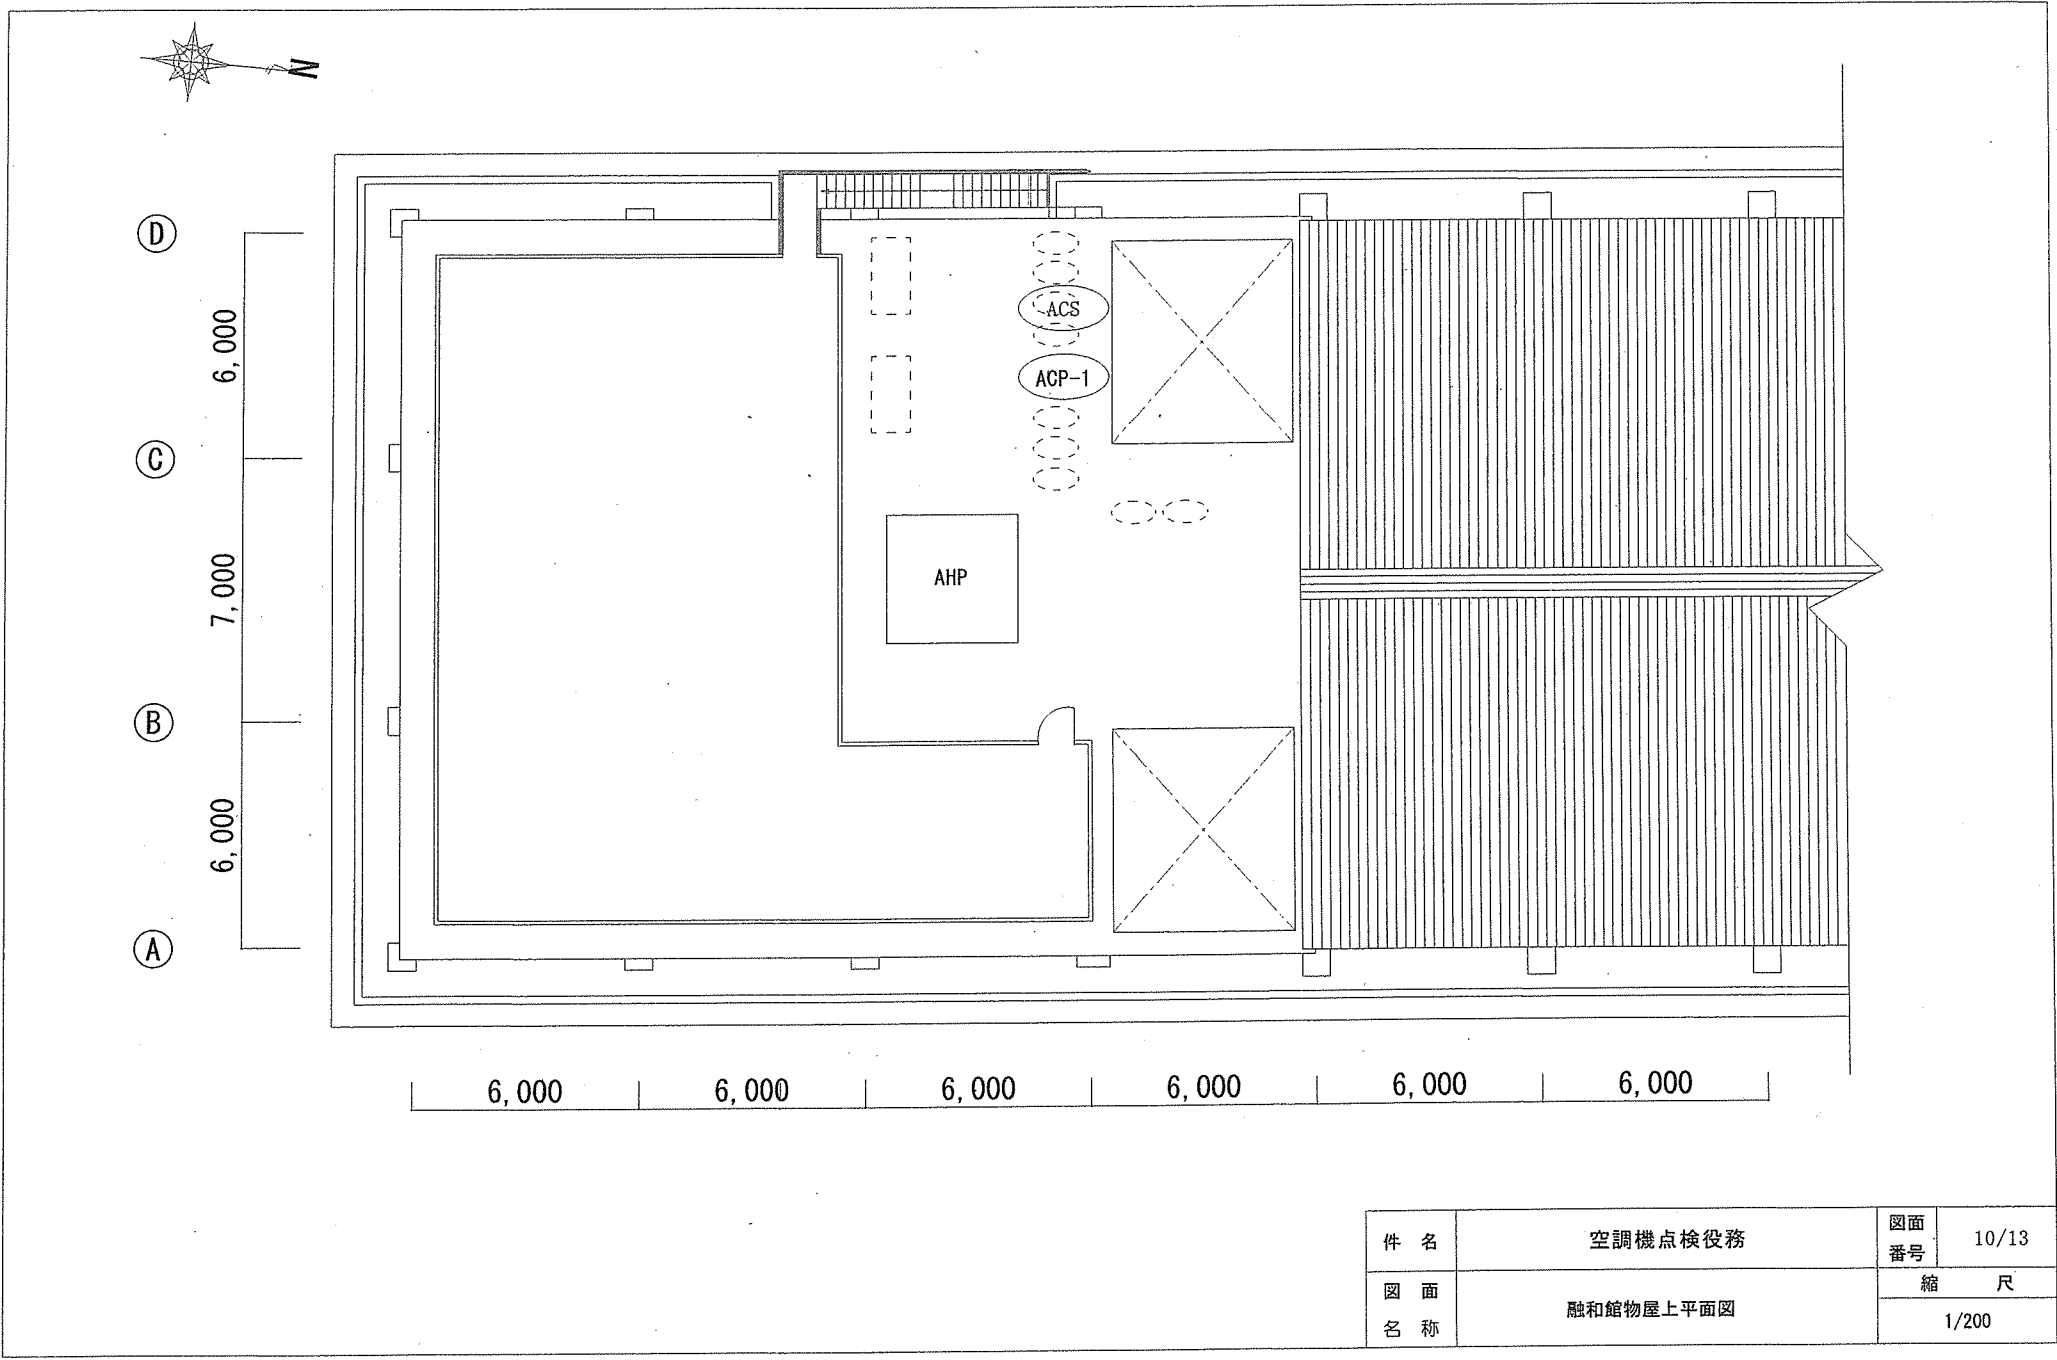 N
D
6,000
C
7,000
B
6,000
A
ACS
ACP-1
AHP
6,000
6,000
6,000
6,000
6,000
6,000
件 名
空調機点検役務
図面
番号
10/13
図 面
名 称
融和館物屋上平面図
縮 尺
1/200